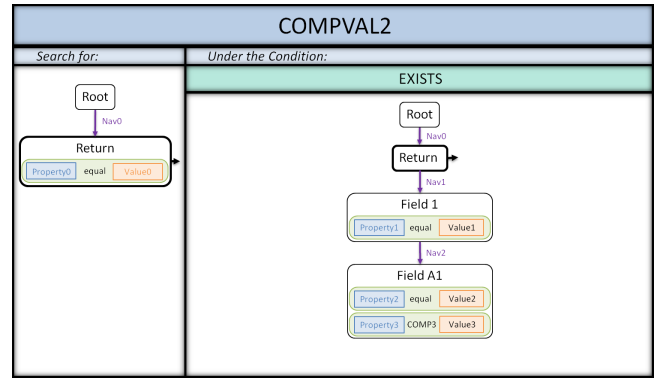 COMPVAL2
Search for:
Under the Condition:
EXISTS
Root
Nav0
Return
Property0 equal Value0
Root
Nav0
Return
Nav1
Field 1
Property1 equal Value1
Nav2
Field A1
Property2 equal Value2
Property3 COMP3 Value3